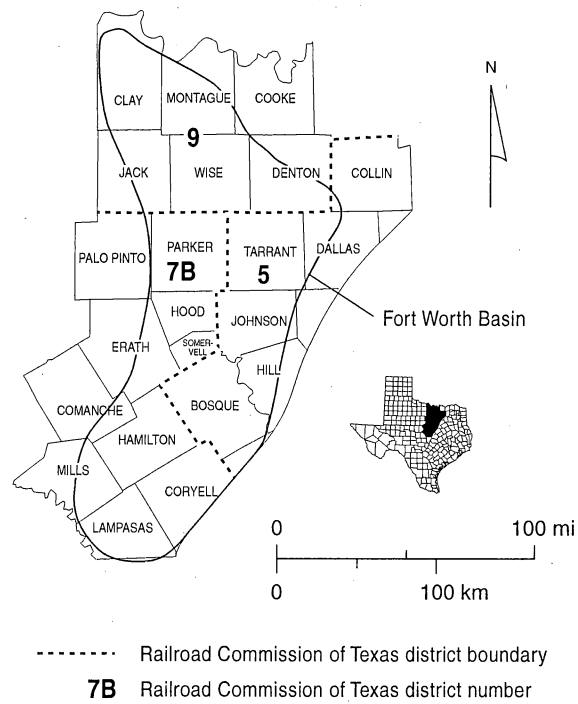 N
CLAY
MONTAGUE
COOKE
9
JACK
WISE
DENTON
COLLIN
PALO PINTO
PARKER
TARRANT
DALLAS
7B
5
HOOD
JOHNSON
Fort Worth Basin
SOMER-
VELL
ERATH
HILL
COMANCHE
BOSQUE
HAMILTON
MILLS
CORYELL
LAMPASAS
0
100 mi
0
100 km
Railroad Commission of Texas district boundary
7B Railroad Commission of Texas district number